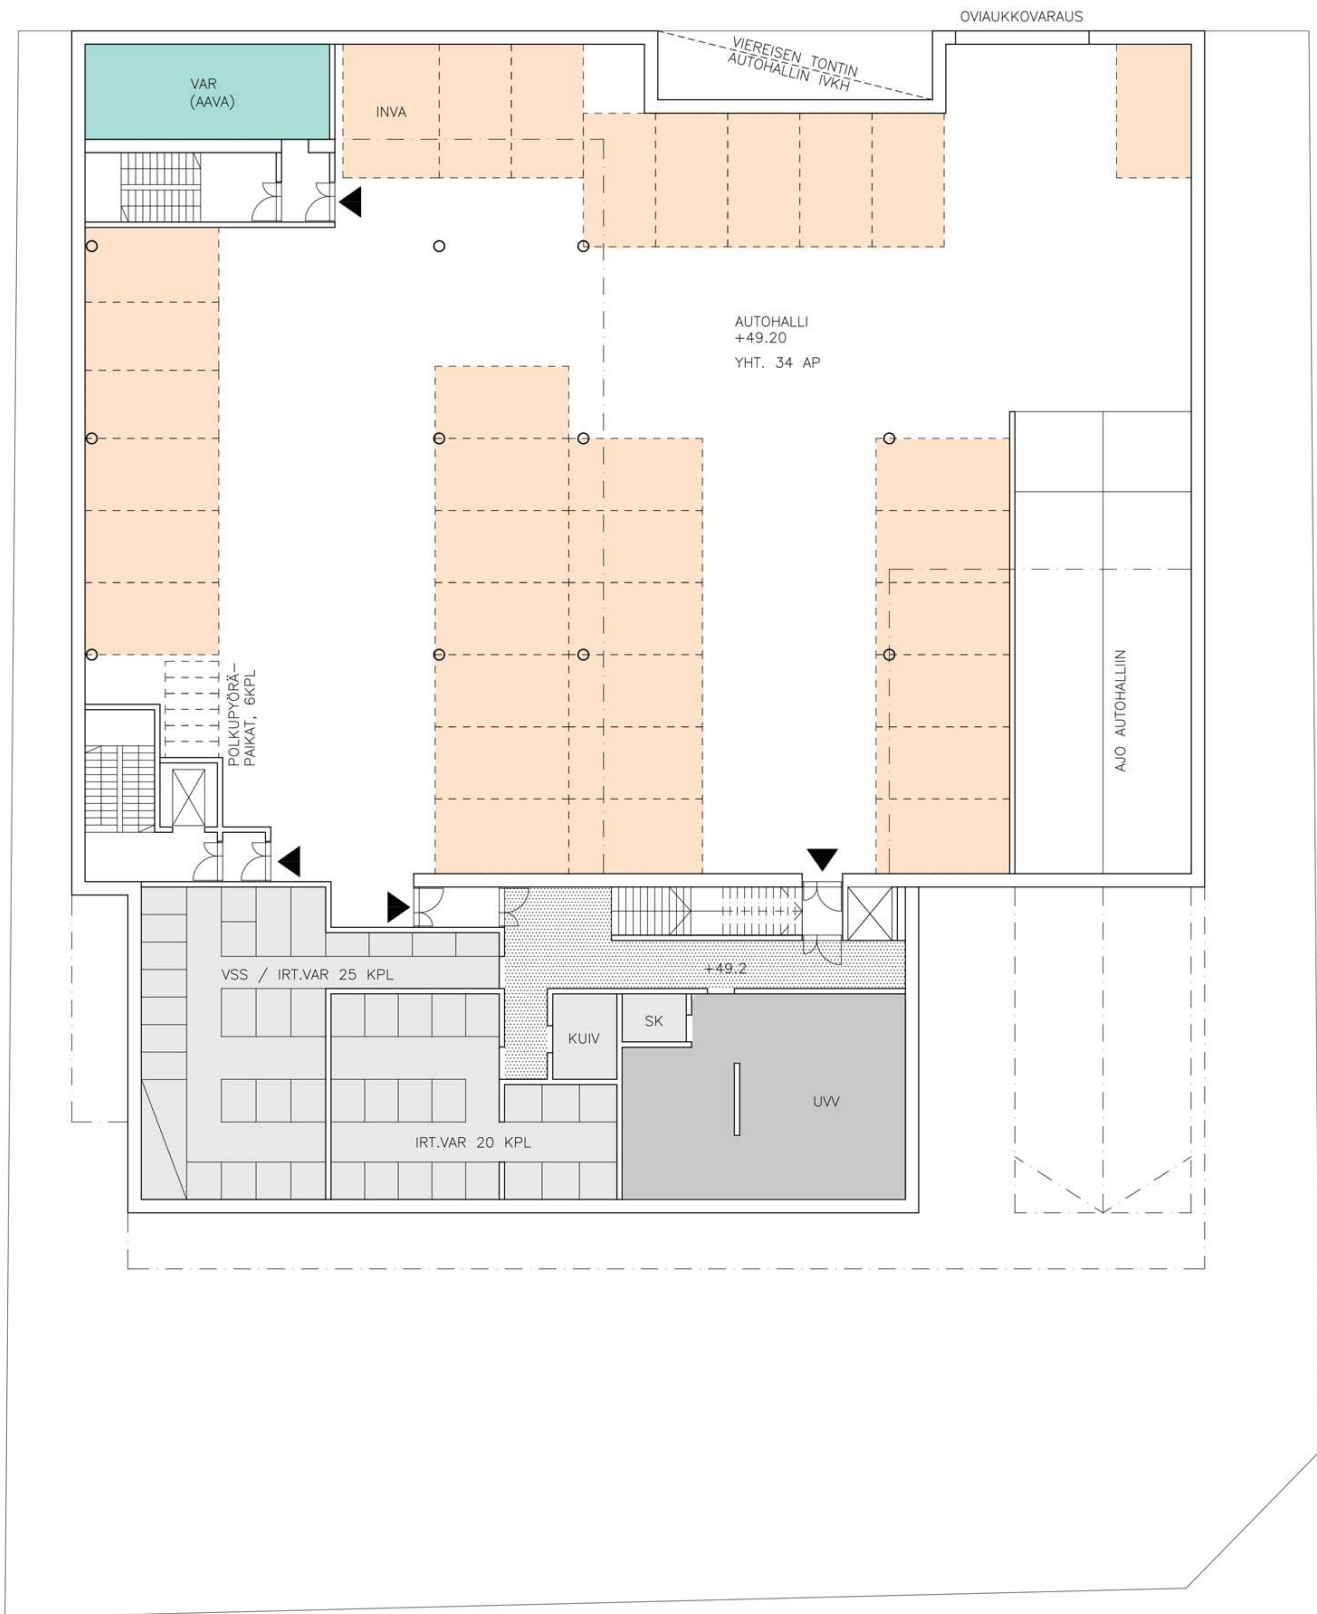 OVIAUKKOVARAUS
VIEREISEN TONTIN
AUTOHALLIN IVKH
VAR
(AAVA)
INVA
AUTOHALLI
+49.20
YHT. 34 AP
POLKUPYÖRÄ-
PAIKAT, 6KPL
AJO AUTOHALLIIN
VSS / IRT.VAR 25 KPL
+49.2
KUIV
SK
UVV
IRT.VAR 20 KPL